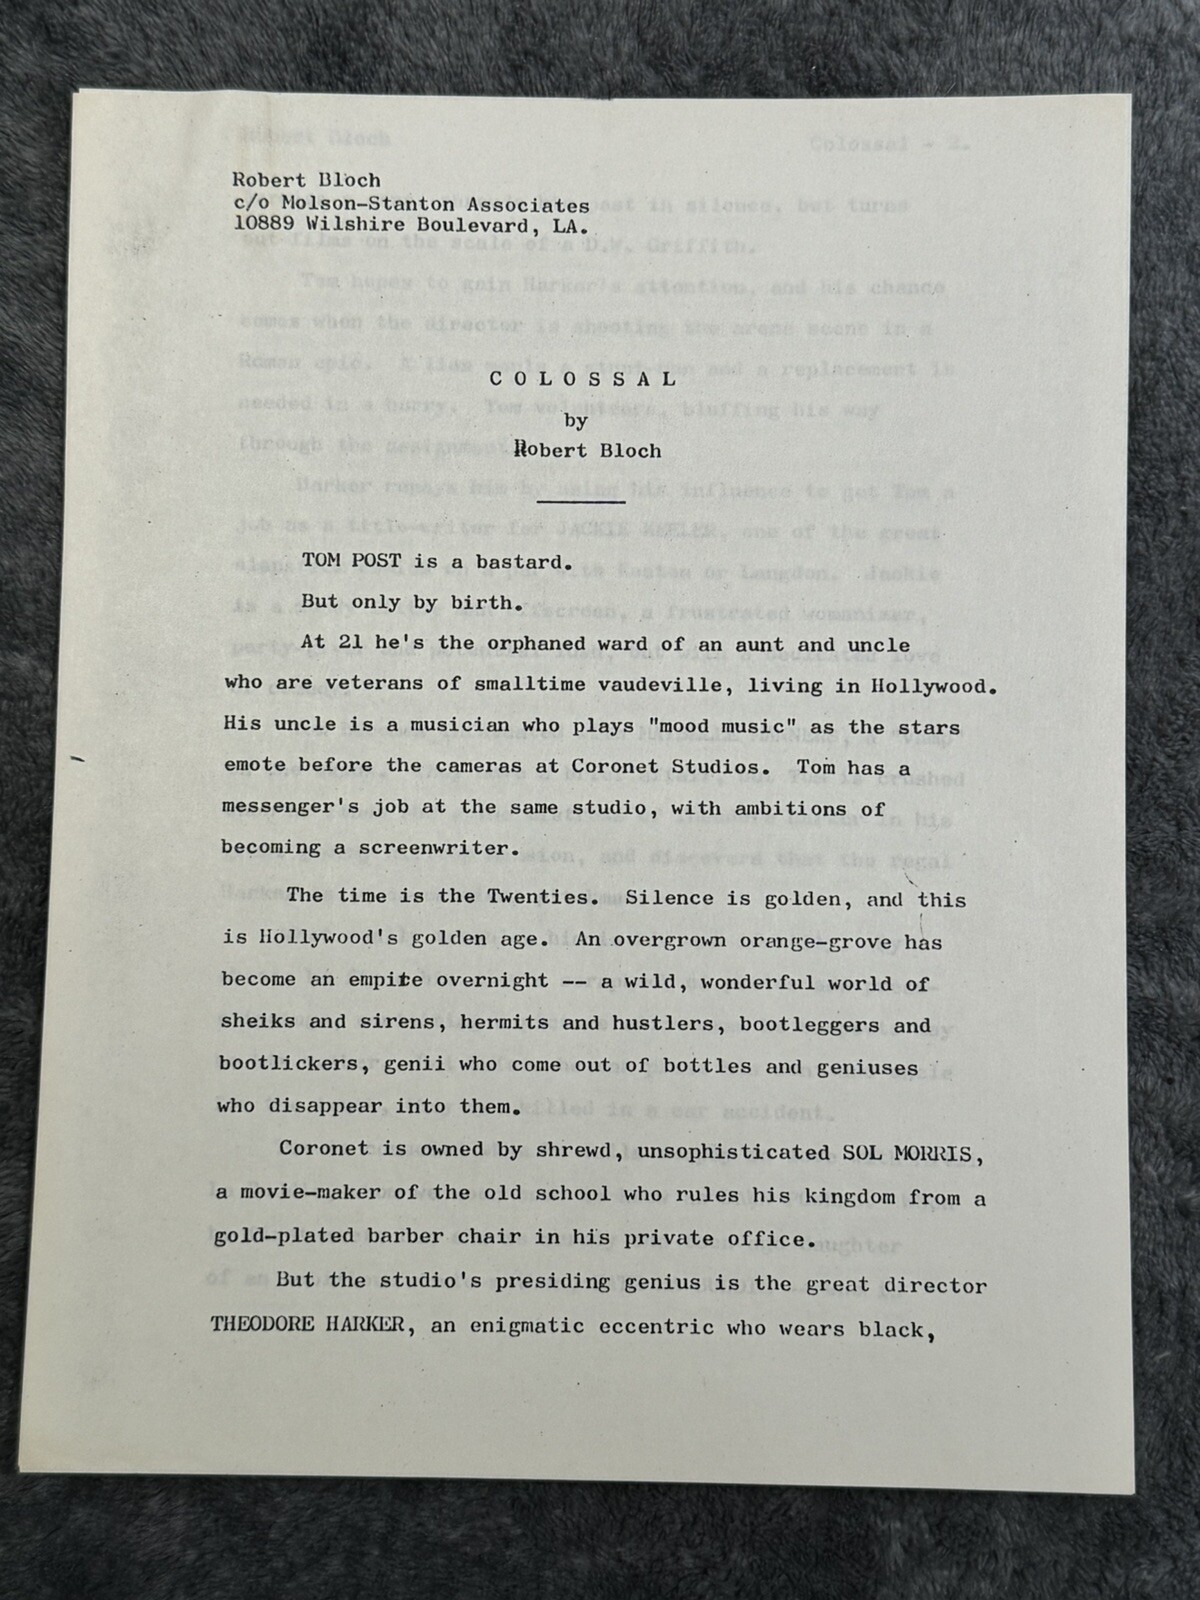 Robert Bloch
c/o Molson-Stanton Associates
10889 Wilshire Boulevard, LA.
C O L O S S A L
by
Robert Bloch
TOM POST is a bastard.
But only by birth.
At 21 he's the orphaned ward of an aunt and uncle
who are veterans of smalltime vaudeville, living in Hollywood.
His uncle is a musician who plays "mood music" as the stars
emote before the cameras at Coronet Studios.  Tom has a
messenger's job at the same studio, with ambitions of
becoming a screenwriter.
The time is the Twenties.  Silence is golden, and this
is Hollywood's golden age.  An overgrown orange-grove has
become an empire overnight -- a wild, wonderful world of
sheiks and sirens, hermits and hustlers, bootleggers and
bootlickers, genii who come out of bottles and geniuses
who disappear into them.
Coronet is owned by shrewd, unsophisticated SOL MORRIS,
a movie-maker of the old school who rules his kingdom from a
gold-plated barber chair in his private office.
But the studio's presiding genius is the great director
THEODORE HARKER, an enigmatic eccentric who wears black,